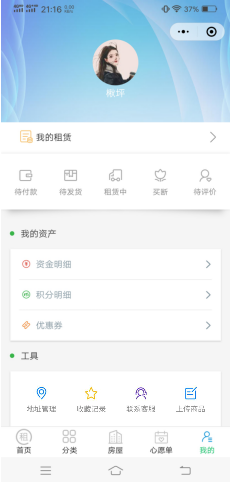 21:16
37%
我的租赁
待付款 待发货 租赁中 买断 待评价
我的资产
资金明细
积分明细
优惠券
工具
地址管理 收藏记录 联系客服 上传商品
租
首页 分类 房屋 心愿单 我的